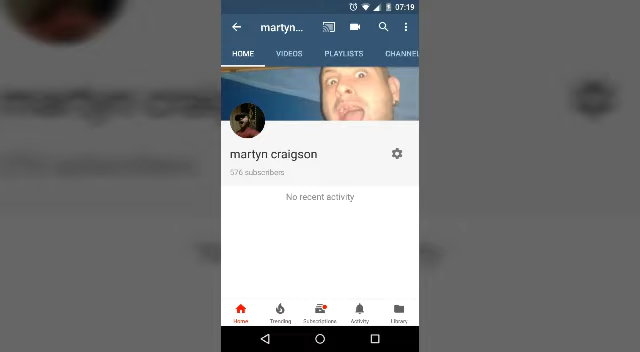 07:19
martyn...
HOME VIDEOS PLAYLISTS CHANNEL
martyn craigson
576 subscribers
No recent activity
Home Trending Subscriptions Activity Library